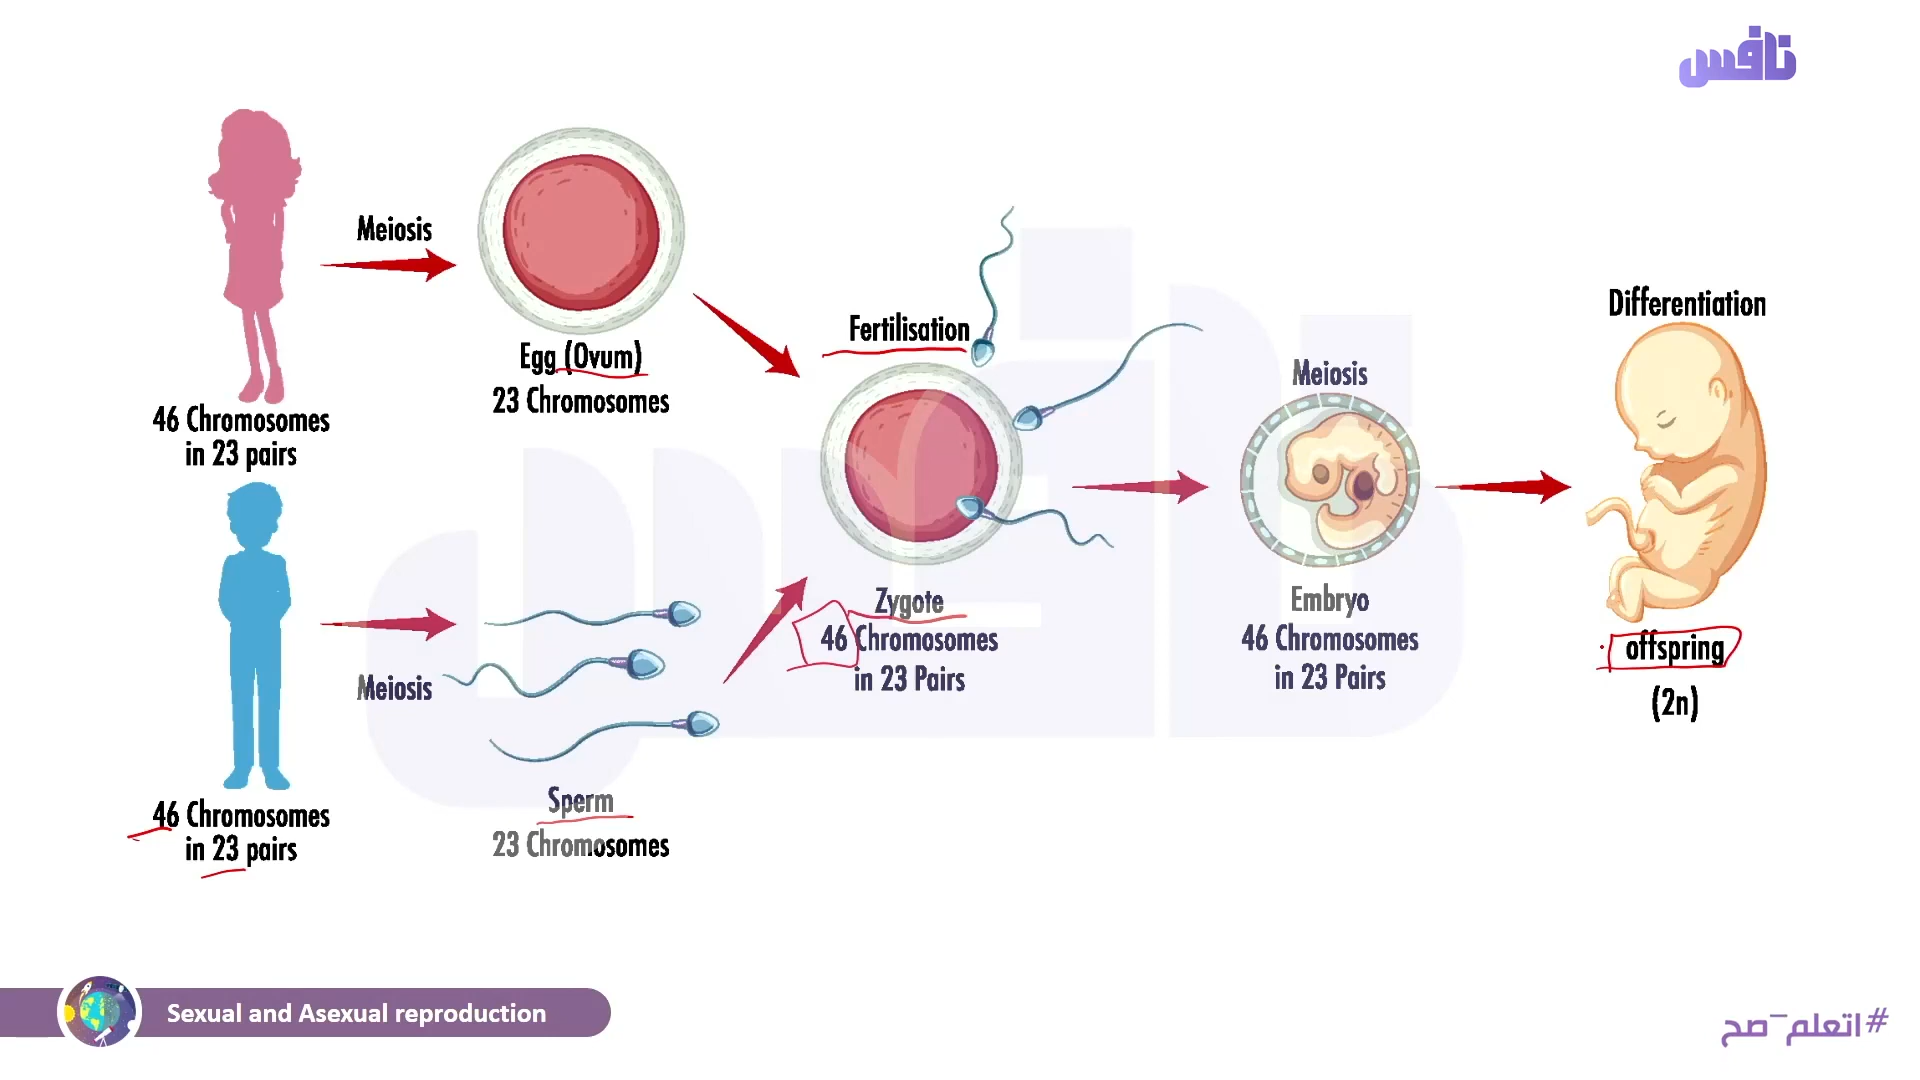 نافس
Meiosis
Egg (Ovum)
23 Chromosomes
46 Chromosomes
in 23 pairs
Meiosis
Sperm
23 Chromosomes
46 Chromosomes
in 23 pairs
Fertilisation
Zygote
46 Chromosomes
in 23 Pairs
Meiosis
Embryo
46 Chromosomes
in 23 Pairs
Differentiation
offspring
(2n)
Sexual and Asexual reproduction
#اتعلم_صح